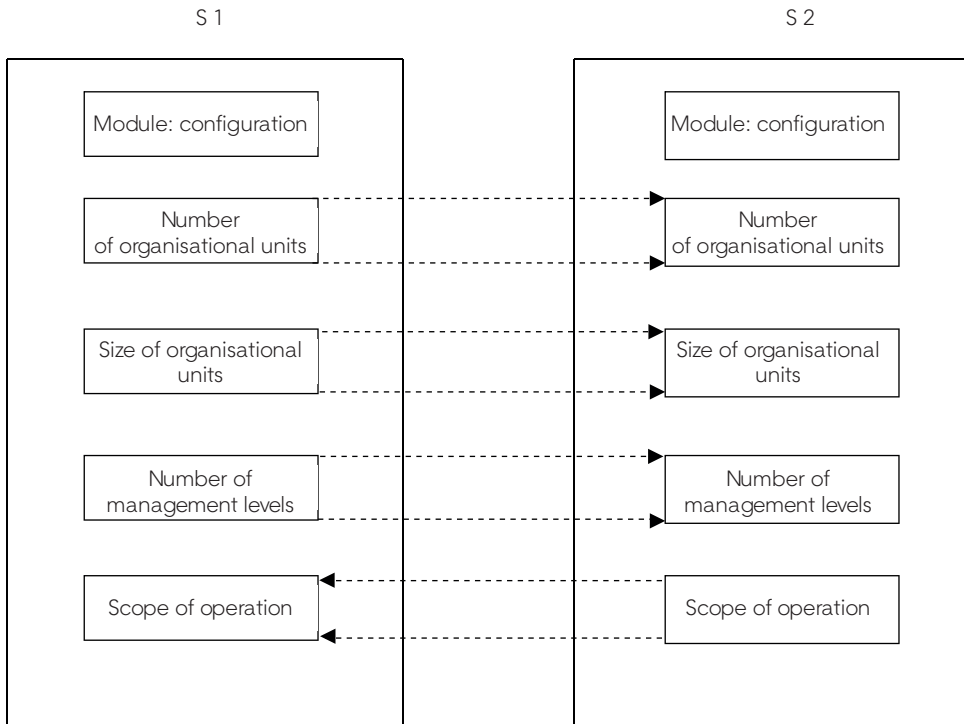 S 1
Module: configuration
Number
of organisational units
Size of organisational
units
Number of
management levels
Scope of operation
S 2
Module: configuration
Number
of organisational units
Size of organisational
units
Number of
management levels
Scope of operation